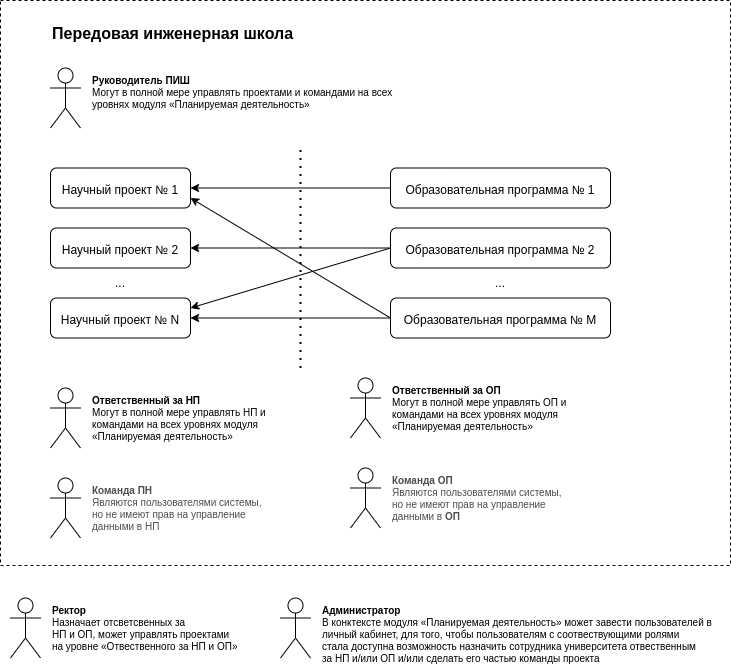 Передовая инженерная школа
Руководитель ПИШ
Могут в полной мере управлять проектами и командами на всех
уровнях модуля «Планируемая деятельность»
Научный проект № 1
Образовательная программа № 1
Научный проект № 2
Образовательная программа № 2
...
...
Научный проект № N
Образовательная программа № M
Ответственный за НП
Могут в полной мере управлять НП и
командами на всех уровнях модуля
«Планируемая деятельность»
Ответственный за ОП
Могут в полной мере управлять ОП и
командами на всех уровнях модуля
«Планируемая деятельность»
Команда ПН
Являются пользователями системы,
но не имеют прав на управление
данными в НП
Команда ОП
Являются пользователями системы,
но не имеют прав на управление
данными в ОП
Ректор
Назначает отсветсвенных за
НП и ОП, может управлять проектами
на уровне «Отвественного за НП и ОП»
Администратор
В конктексте модуля «Планируемая деятельность» может завести пользователей в
личный кабинет, для того, чтобы пользователям с соотвествующими ролями
стала доступна возможность назначить сотрудника университета отвественным
за НП и/или ОП и/или сделать его частью команды проекта